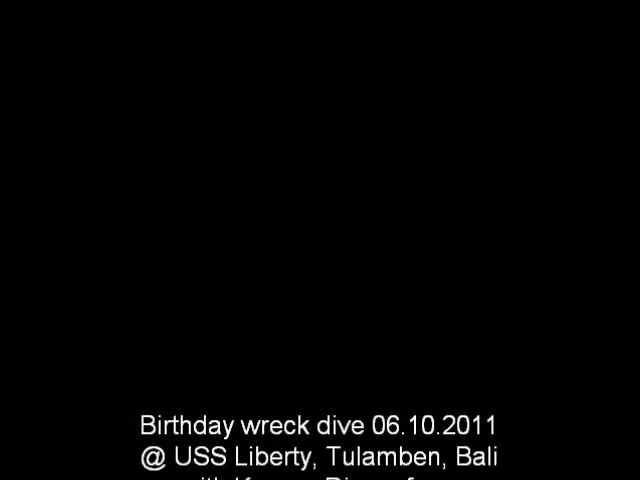 Birthday wreck dive 06.10.2011
@ USS Liberty, Tulamben, Bali